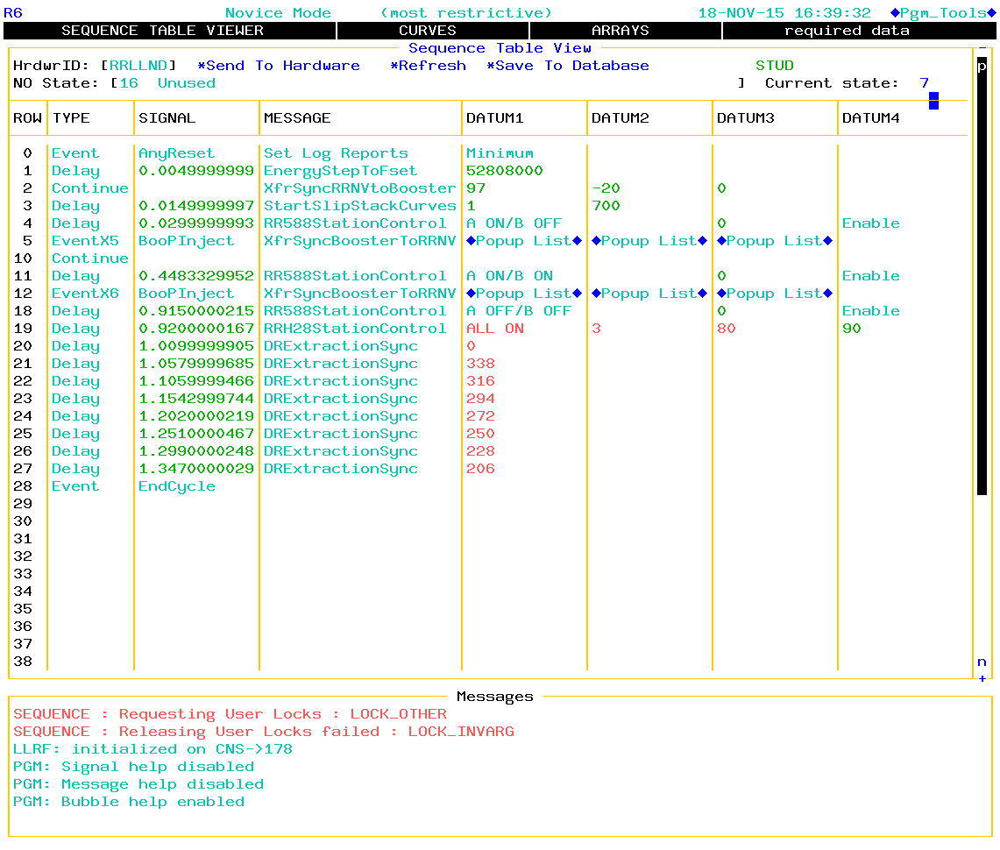 R6 Novice Mode (most restrictive) 18-NOV-15 16:39:32 ◆Pgm_Tools◆
SEQUENCE TABLE VIEWER CURVES ARRAYS required data
Sequence Table View -
HrdwrID: [RRLLND] *Send To Hardware *Refresh *Save To Database STUD p
NO State: [16 Unused ] Current state: 7
ROW TYPE SIGNAL MESSAGE DATUM1 DATUM2 DATUM3 DATUM4
0 Event AnyReset Set Log Reports Minimum
1 Delay 0.0049999999 EnergyStepToFset 52808000
2 Continue XfrSyncRRNVtoBooster 97 -20 0
3 Delay 0.0149999997 StartSlipStackCurves 1 700
4 Delay 0.0299999993 RR588StationControl A ON/B OFF 0 Enable
5 EventX5 BooPInject XfrSyncBoosterToRRNV ◆Popup List◆ ◆Popup List◆ ◆Popup List◆
10 Continue
11 Delay 0.4483329952 RR588StationControl A ON/B ON 0 Enable
12 EventX6 BooPInject XfrSyncBoosterToRRNV ◆Popup List◆ ◆Popup List◆ ◆Popup List◆
18 Delay 0.9150000215 RR588StationControl A OFF/B OFF 0 Enable
19 Delay 0.9200000167 RRH28StationControl ALL ON 3 80 90
20 Delay 1.0099999905 DRExtractionSync 0
21 Delay 1.0579999685 DRExtractionSync 338
22 Delay 1.1059999466 DRExtractionSync 316
23 Delay 1.1542999744 DRExtractionSync 294
24 Delay 1.2020000219 DRExtractionSync 272
25 Delay 1.2510000467 DRExtractionSync 250
26 Delay 1.2990000248 DRExtractionSync 228
27 Delay 1.3470000029 DRExtractionSync 206
28 Event EndCycle
29
30
31
32
33
34
35
36
37
38 n
+
Messages
SEQUENCE : Requesting User Locks : LOCK_OTHER
SEQUENCE : Releasing User Locks failed : LOCK_INVARG
LLRF: initialized on CNS->178
PGM: Signal help disabled
PGM: Message help disabled
PGM: Bubble help enabled